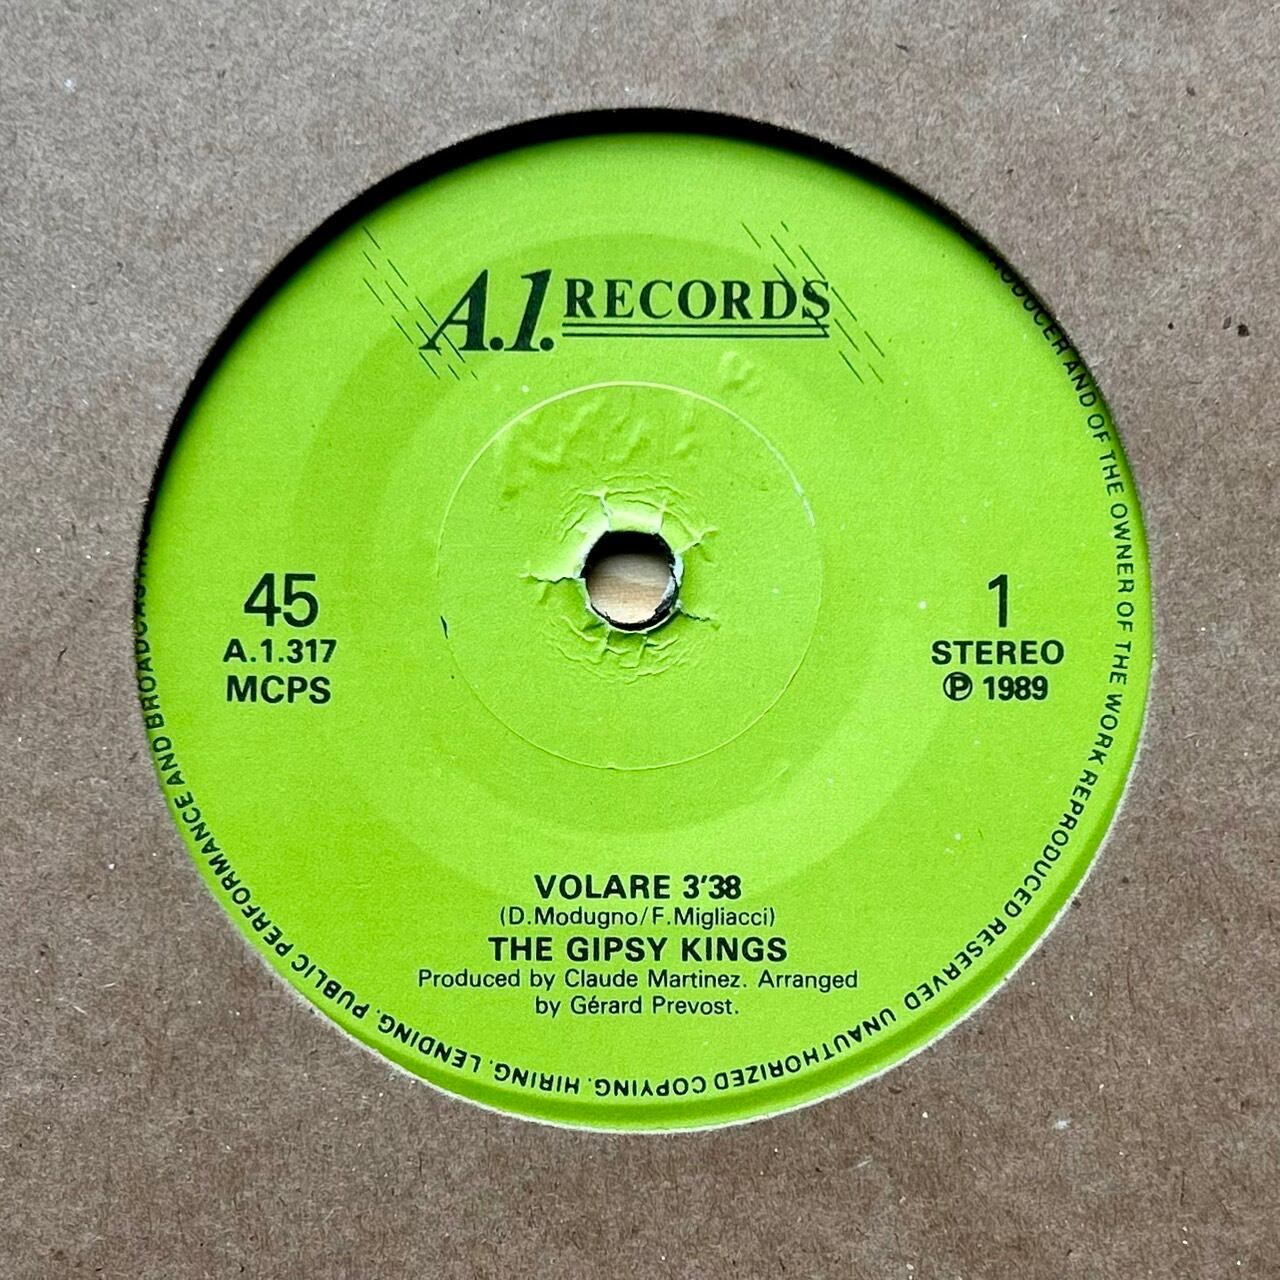 A.1. RECORDS
45
A.1.317
MCPS
1
STEREO
℗ 1989
VOLARE 3'38
(D.Modugno/F.Migliacci)
THE GIPSY KINGS
Produced by Claude Martinez. Arranged
by Gérard Prevost.
AND OF THE OWNER OF THE WORK REPRODUCED RESERVED UNAUTHORIZED COPYING. HIRING. LENDING. PUBLIC PERFORMANCE AND